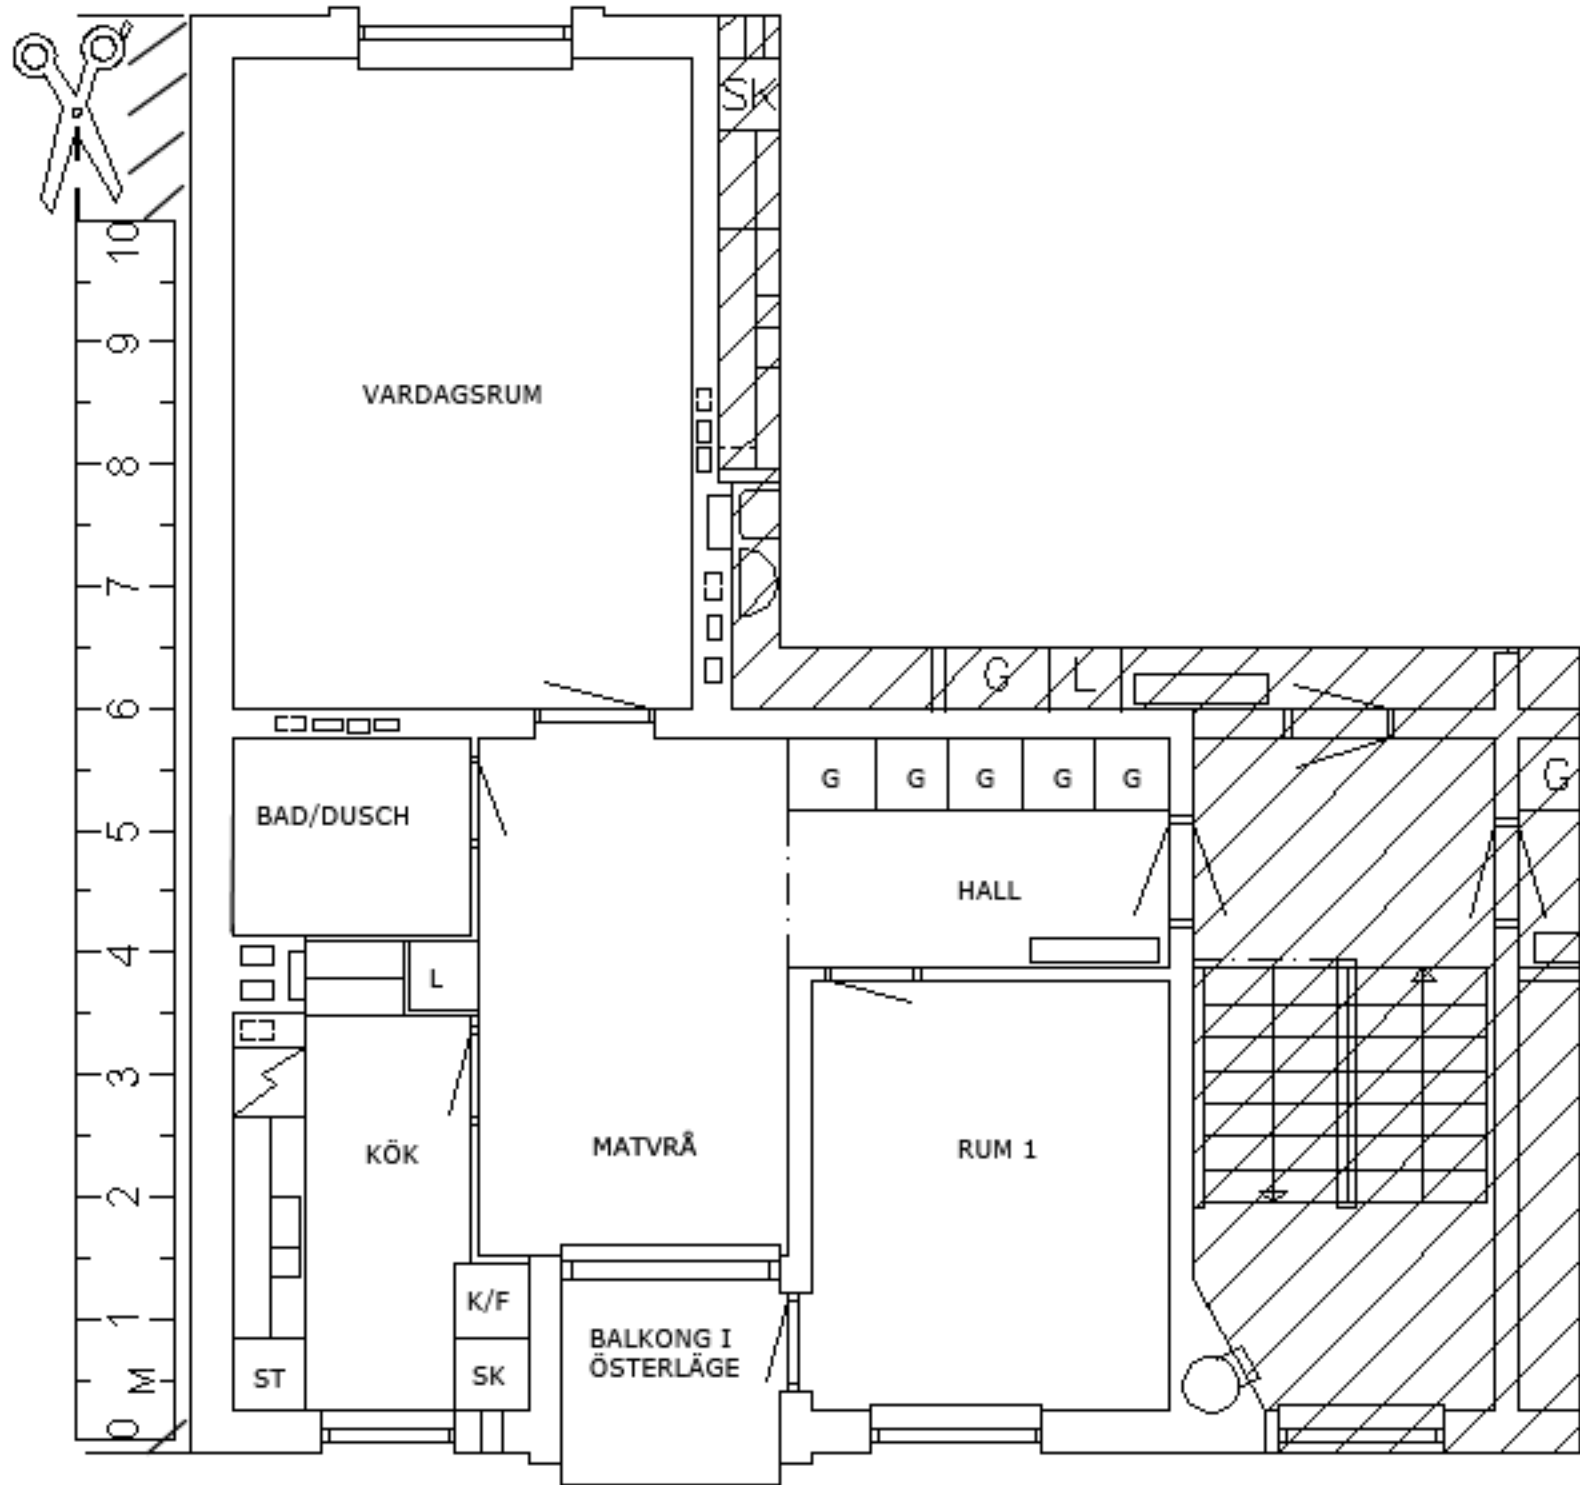 SK
10
9
VARDAGSRUM
8
7
G L
6
G G G G G G
BAD/DUSCH
5
HALL
4
L
3
MATVRÅ
RUM 1
KÖK
2
K/F
1
BALKONG I
ÖSTERLÄGE
ST
SK
M
0